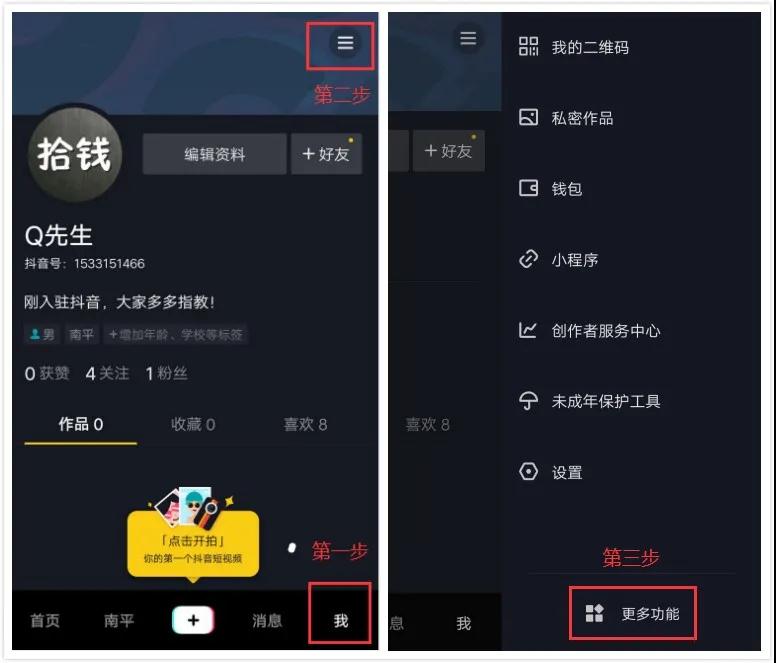 第二步
拾钱
编辑资料
+好友
Q先生
抖音号：1533151466
刚入驻抖音，大家多多指教！
男
南平
+增加年龄、学校等标签
0获赞 4关注 1粉丝
作品 0
收藏 0
喜欢 8
「点击开拍」
你的第一个抖音短视频
第一步
首页
南平
消息
我
+好友
喜欢 8
息
我
我的二维码
私密作品
钱包
小程序
创作者服务中心
未成年保护工具
设置
第三步
更多功能